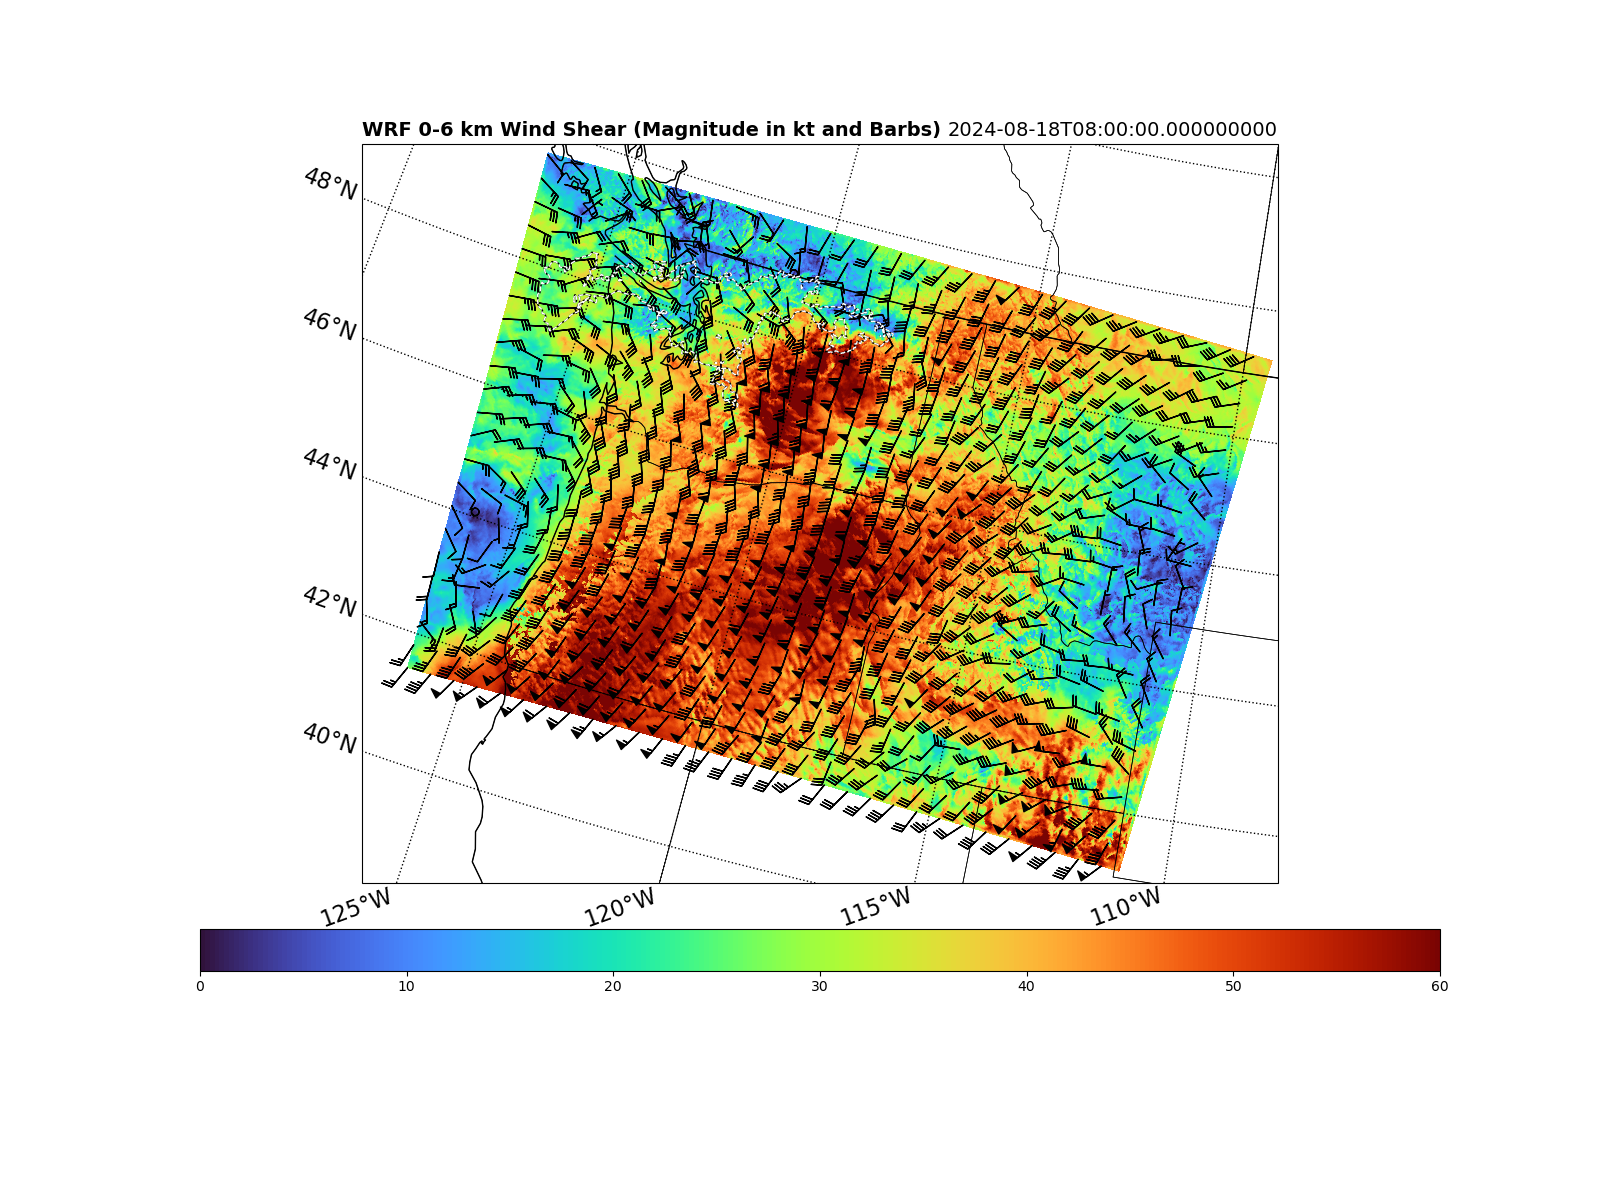 WRF 0-6 km Wind Shear (Magnitude in kt and Barbs) 2024-08-18T08:00:00.000000000
48°N
46°N
44°N
42°N
40°N
125°W 120°W 115°W 110°W
0 10 20 30 40 50 60